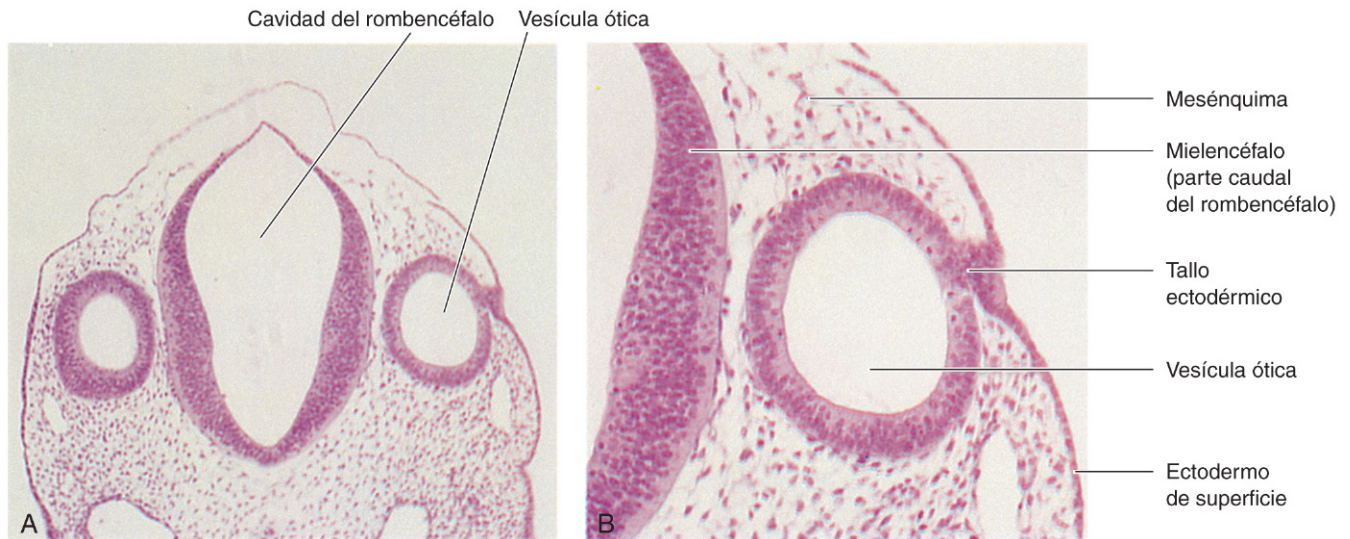 Cavidad del rombencéfalo
Vesícula ótica
Mesénquima
Mielencéfalo
(parte caudal
del rombencéfalo)
Tallo
ectodérmico
Vesícula ótica
Ectodermo
de superficie
A
B